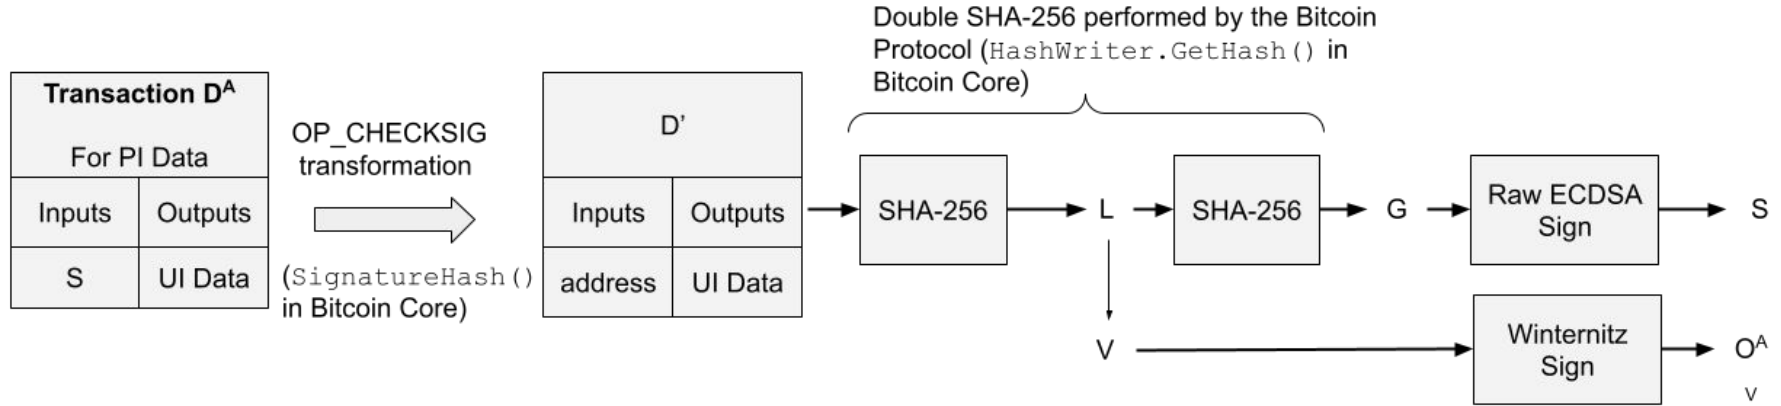 Double SHA-256 performed by the Bitcoin
Protocol (HashWriter.GetHash() in
Bitcoin Core)
Transaction Dᴬ
For PI Data
Inputs
Outputs
S
UI Data
OP_CHECKSIG
transformation
(SignatureHash()
in Bitcoin Core)
D’
Inputs
Outputs
address
UI Data
SHA-256
L
SHA-256
G
Raw ECDSA
Sign
S
V
Winternitz
Sign
Oᴬ
V